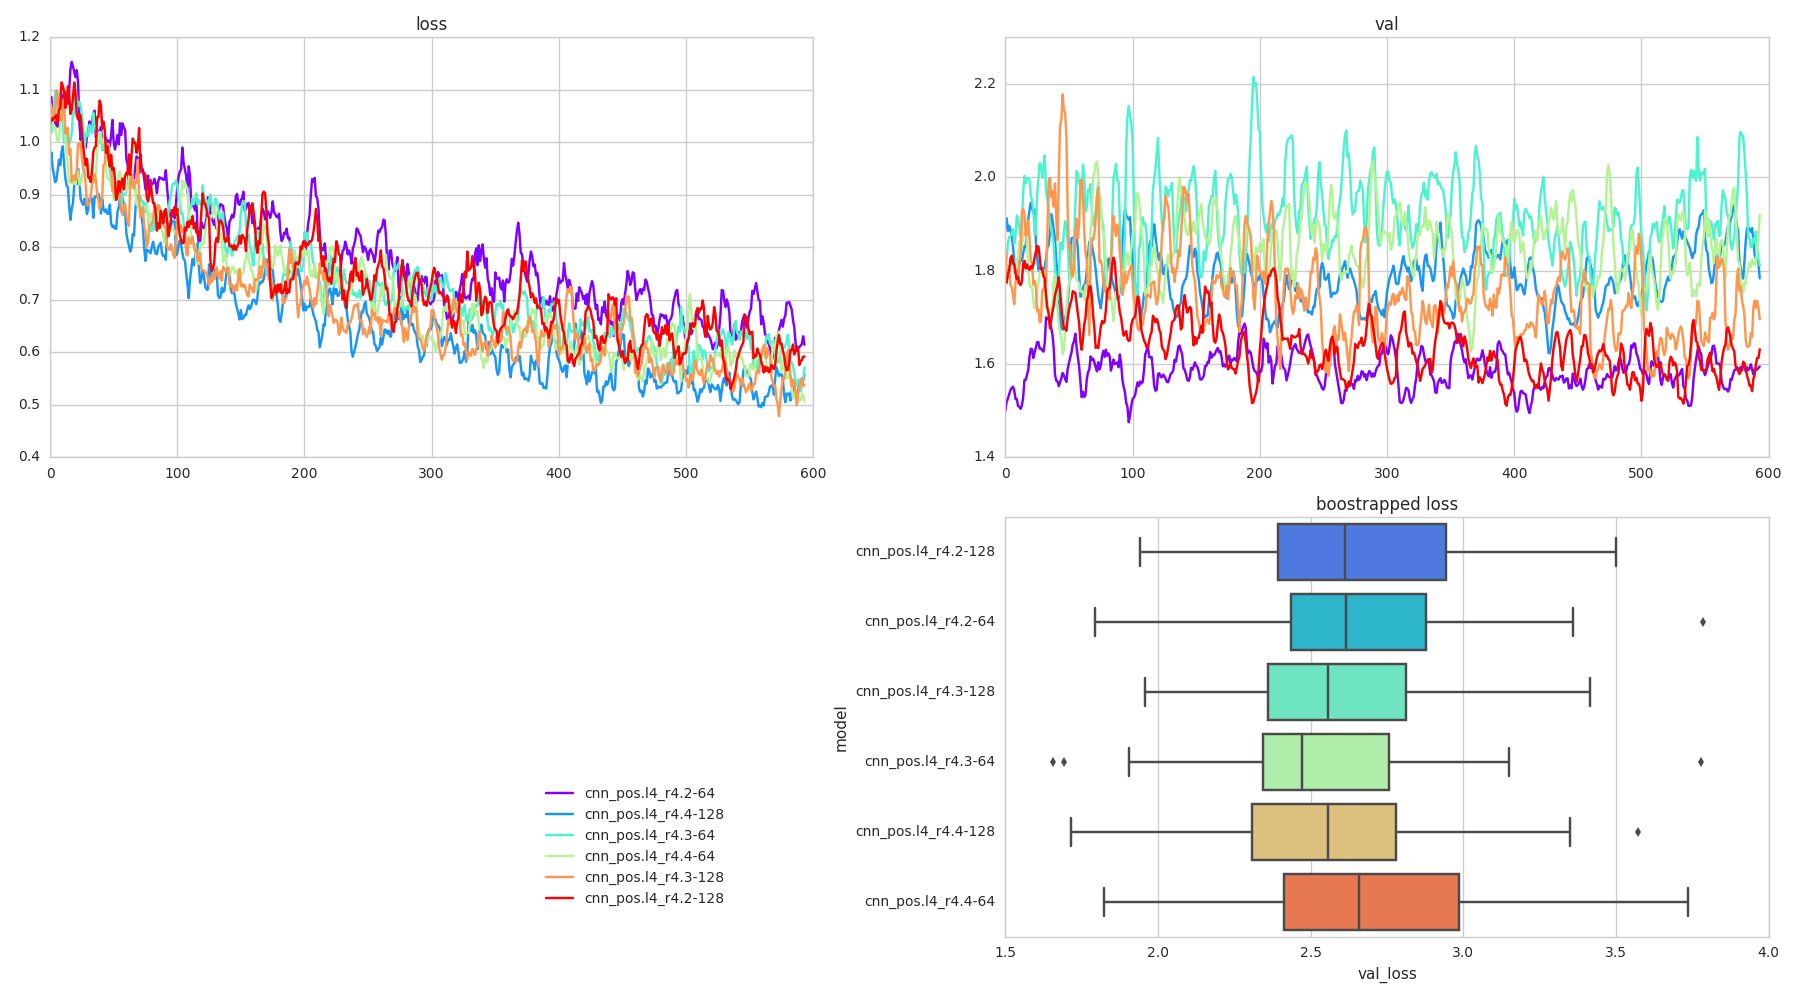 loss
1.2
1.1
1.0
0.9
0.8
0.7
0.6
0.5
0.4
0 100 200 300 400 500 600
val
2.2
2.0
1.8
1.6
1.4
0 100 200 300 400 500 600
cnn_pos.l4_r4.2-64
cnn_pos.l4_r4.4-128
cnn_pos.l4_r4.3-64
cnn_pos.l4_r4.4-64
cnn_pos.l4_r4.3-128
cnn_pos.l4_r4.2-128
boostrapped loss
model
cnn_pos.l4_r4.2-128
cnn_pos.l4_r4.2-64
cnn_pos.l4_r4.3-128
cnn_pos.l4_r4.3-64
cnn_pos.l4_r4.4-128
cnn_pos.l4_r4.4-64
1.5 2.0 2.5 3.0 3.5 4.0
val_loss